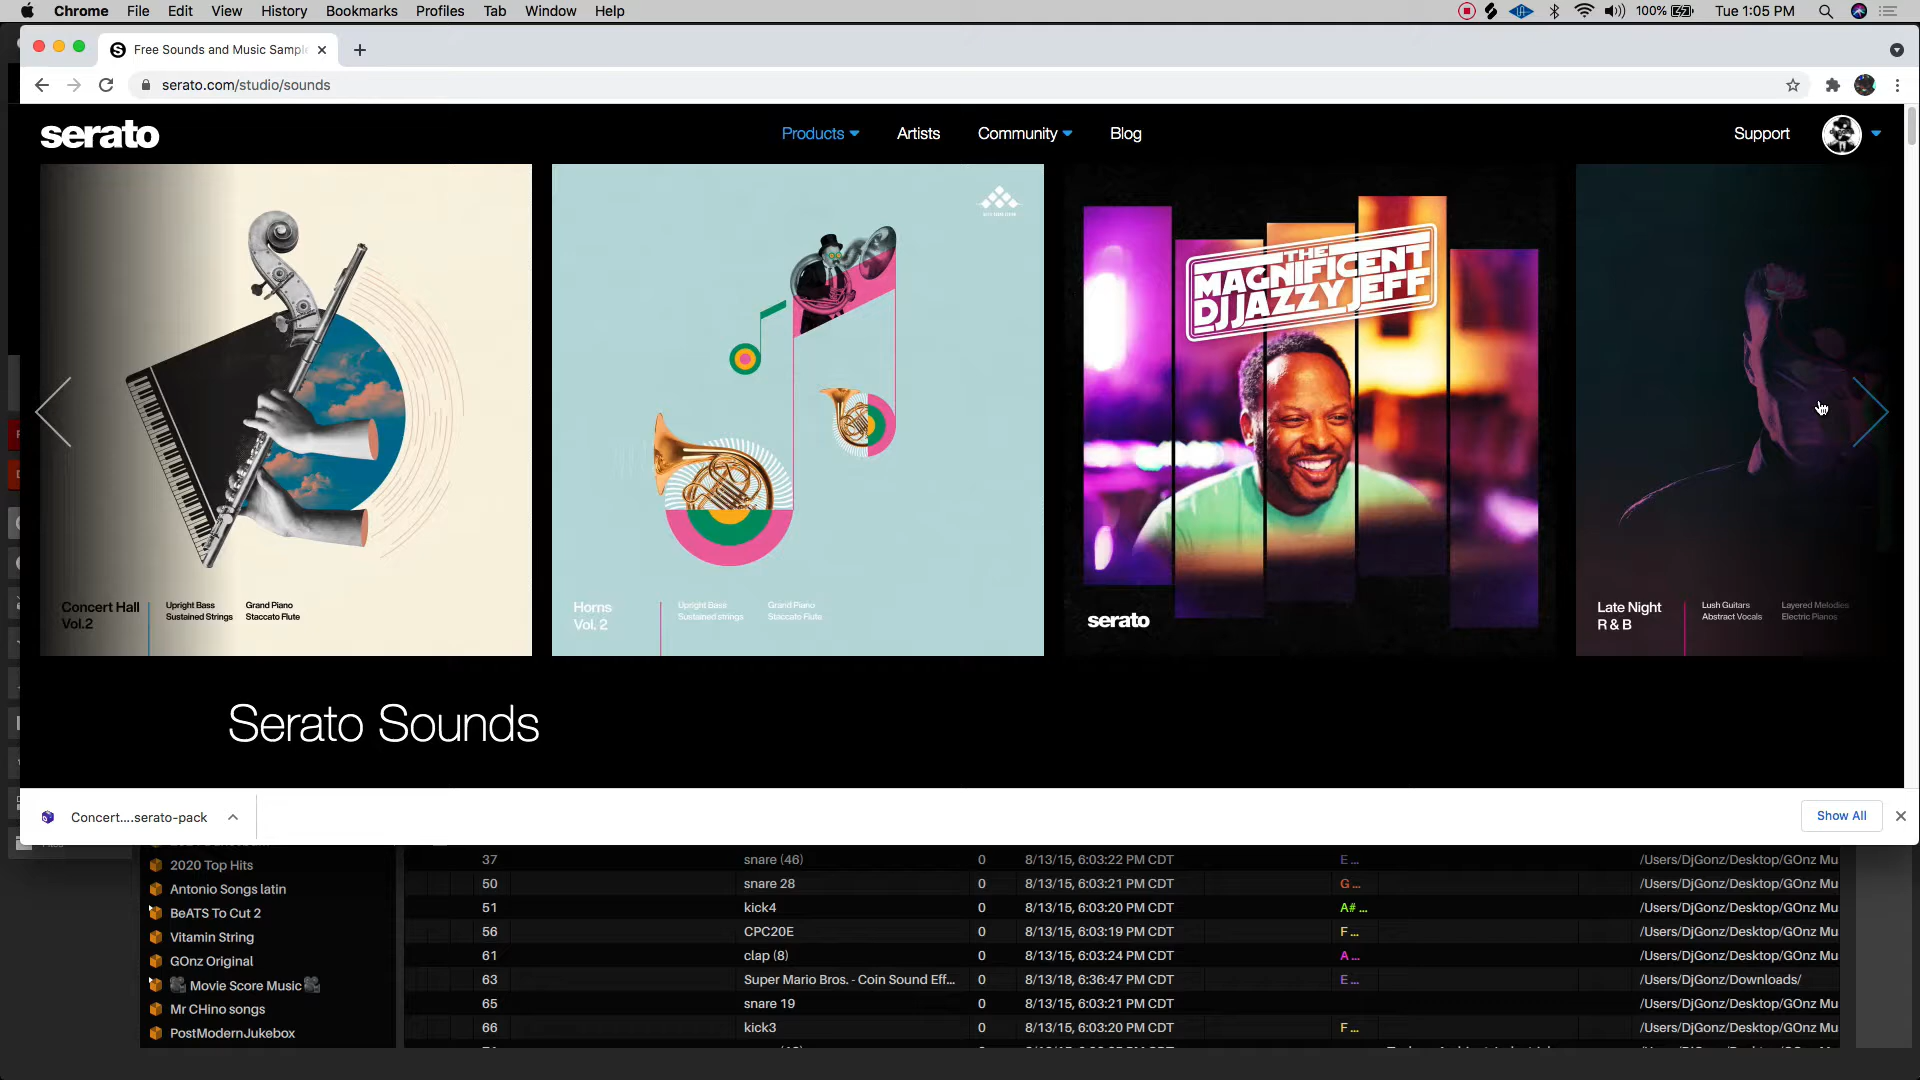 Chrome File Edit View History Bookmarks Profiles Tab Window Help 100% Tue 1:05 PM
Free Sounds and Music Sampl
serato.com/studio/sounds
serato Products Artists Community Blog Support
THE
MAGNIFICENT
DJ JAZZY JEFF
serato
Concert Hall
Vol.2
Upright Bass Grand Piano
Sustained Strings Staccato Flute
Horns
Vol. 2
Upright Bass Grand Piano
Sustained strings Staccato Flute
Late Night
R & B
Lush Guitars Layered Melodies
Abstract Vocals Electric Pianos
Serato Sounds
Concert....serato-pack Show All
2020 Top Hits
Antonio Songs latin
BeATS To Cut 2
Vitamin String
GOnz Original
Movie Score Music
Mr CHino songs
PostModernJukebox
37 snare (46) 0 8/13/15, 6:03:22 PM CDT E... /Users/DjGonz/Desktop/GOnz Mu
50 snare 28 0 8/13/15, 6:03:21 PM CDT G... /Users/DjGonz/Desktop/GOnz Mu
51 kick4 0 8/13/15, 6:03:20 PM CDT A#... /Users/DjGonz/Desktop/GOnz Mu
56 CPC20E 0 8/13/15, 6:03:19 PM CDT F... /Users/DjGonz/Desktop/GOnz Mu
61 clap (8) 0 8/13/15, 6:03:24 PM CDT A... /Users/DjGonz/Desktop/GOnz Mu
63 Super Mario Bros. - Coin Sound Eff... 0 8/13/18, 6:36:47 PM CDT E... /Users/DjGonz/Downloads/
65 snare 19 0 8/13/15, 6:03:21 PM CDT /Users/DjGonz/Desktop/GOnz Mu
66 kick3 0 8/13/15, 6:03:20 PM CDT F... /Users/DjGonz/Desktop/GOnz Mu